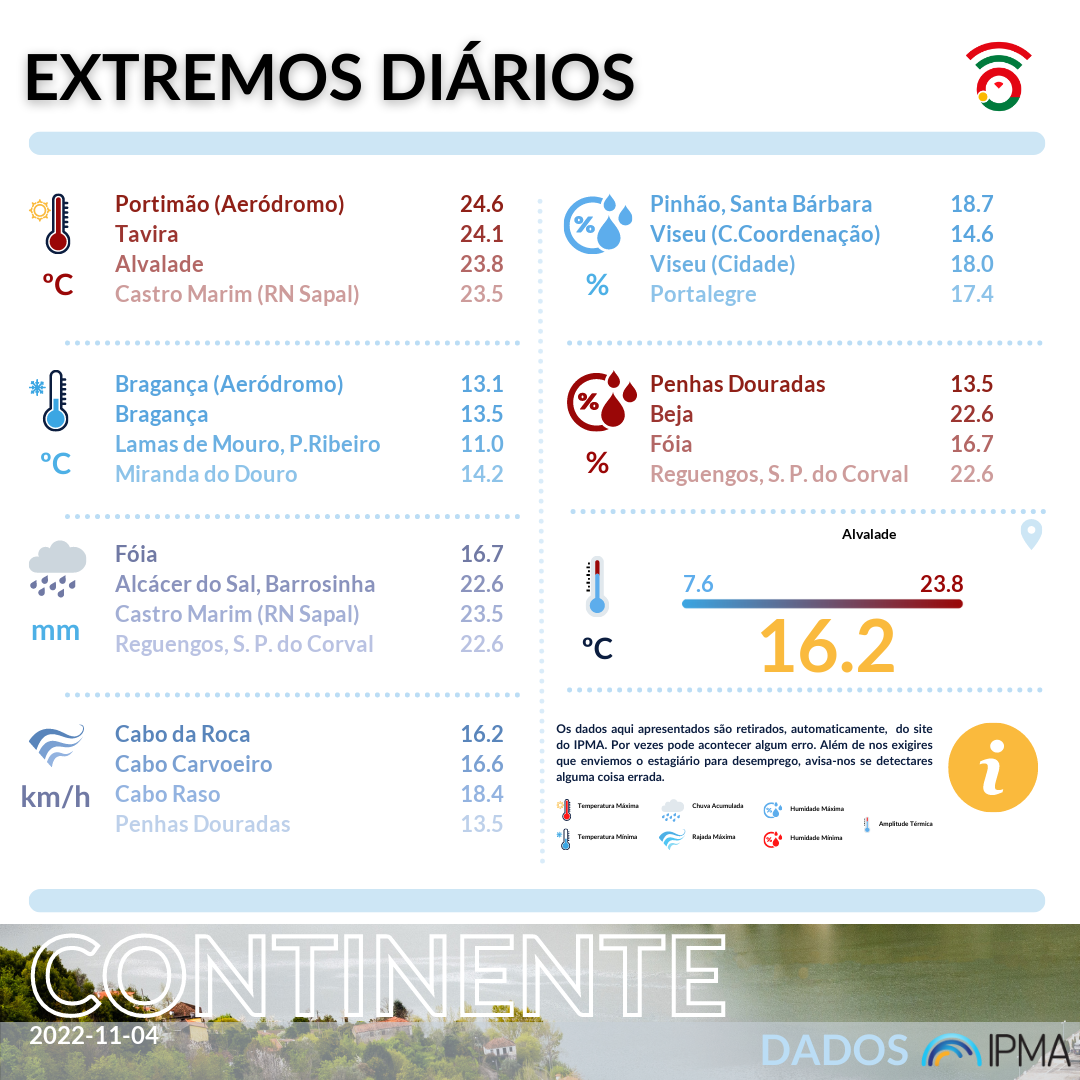 EXTREMOS DIÁRIOS
Portimão (Aeródromo) 24.6
Tavira 24.1
Alvalade 23.8
Castro Marim (RN Sapal) 23.5
ºC
Bragança (Aeródromo) 13.1
Bragança 13.5
Lamas de Mouro, P.Ribeiro 11.0
Miranda do Douro 14.2
ºC
Fóia 16.7
Alcácer do Sal, Barrosinha 22.6
Castro Marim (RN Sapal) 23.5
Reguengos, S. P. do Corval 22.6
mm
Cabo da Roca 16.2
Cabo Carvoeiro 16.6
Cabo Raso 18.4
Penhas Douradas 13.5
km/h
%
Pinhão, Santa Bárbara 18.7
Viseu (C.Coordenação) 14.6
Viseu (Cidade) 18.0
Portalegre 17.4
%
%
Penhas Douradas 13.5
Beja 22.6
Fóia 16.7
Reguengos, S. P. do Corval 22.6
%
Alvalade
7.6 23.8
16.2
ºC
Os dados aqui apresentados são retirados, automaticamente, do site
do IPMA. Por vezes pode acontecer algum erro. Além de nos exigires
que enviemos o estagiário para desemprego, avisa-nos se detectares
alguma coisa errada.
i
Temperatura Máxima
Chuva Acumulada
Humidade Máxima
Amplitude Térmica
Temperatura Mínima
Rajada Máxima
Humidade Mínima
CONTINENTE
2022-11-04
DADOS IPMA